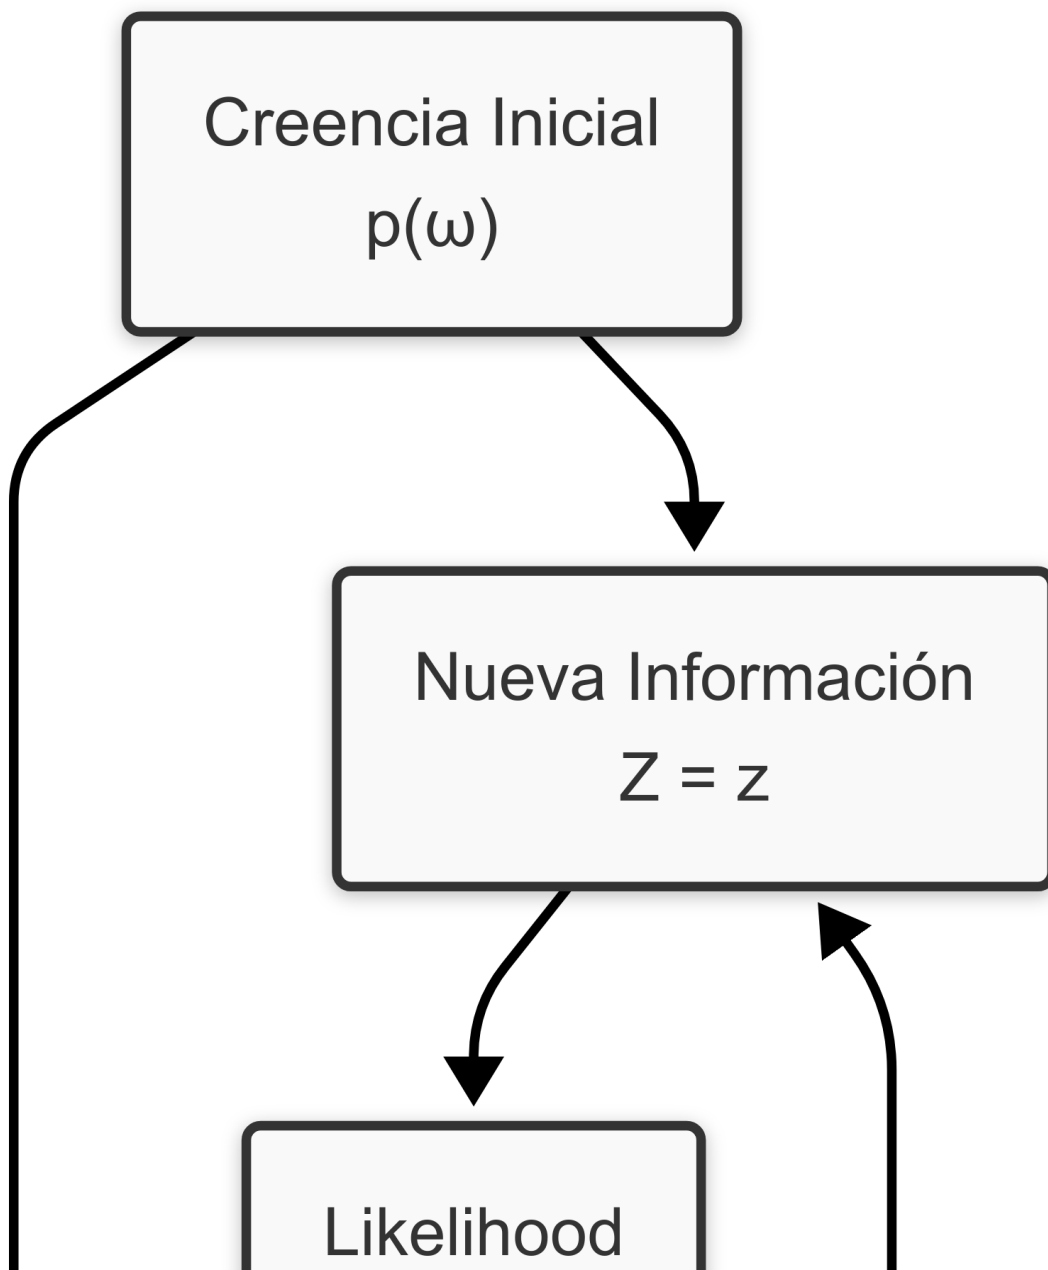 Creencia Inicial
p(ω)
Nueva Información
Z = z
Likelihood